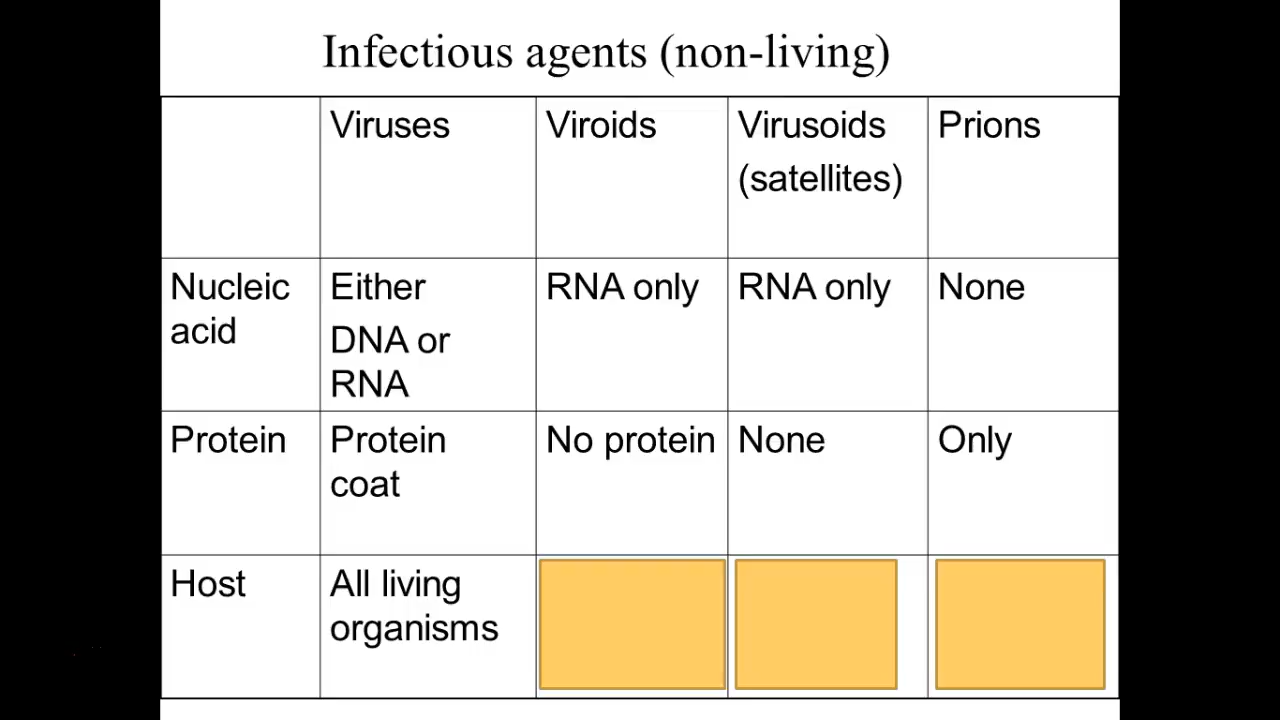 Infectious agents (non-living)
Viruses Viroids Virusoids Prions
(satellites)
Nucleic Either RNA only RNA only None
acid DNA or
RNA
Protein Protein No protein None Only
coat
Host All living
organisms